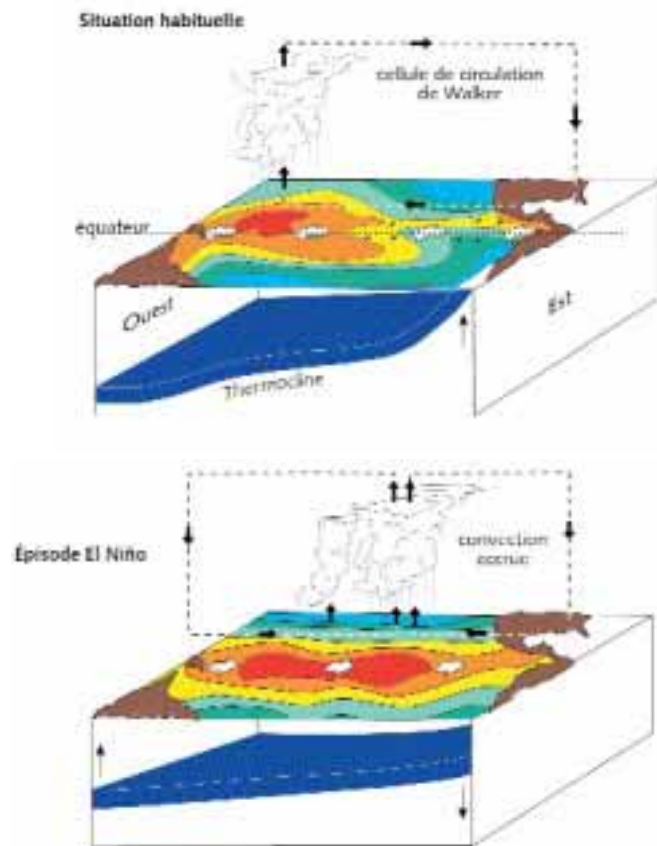 Situation habituelle
cellule de circulation
de Walker
équateur
Ouest
Est
Thermocline
Épisode El Niño
convection
accrue